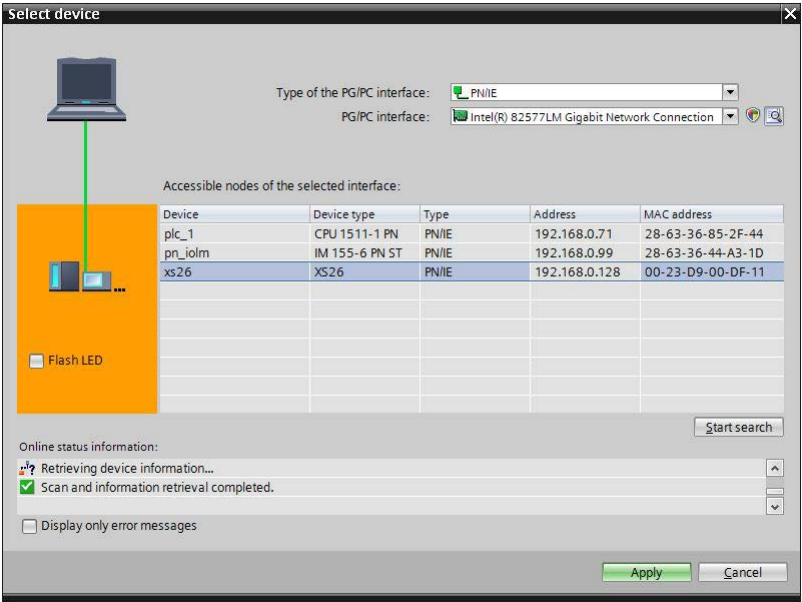 Select device
Type of the PG/PC interface: PN/IE
PG/PC interface: Intel(R) 82577LM Gigabit Network Connection
Accessible nodes of the selected interface:
Device Device type Type Address MAC address
plc_1 CPU 1511-1 PN PN/IE 192.168.0.71 28-63-36-85-2F-44
pn_iolm IM 155-6 PN ST PN/IE 192.168.0.99 28-63-36-44-A3-1D
xs26 XS26 PN/IE 192.168.0.128 00-23-D9-00-DF-11
Flash LED
Start search
Online status information:
Retrieving device information...
Scan and information retrieval completed.
Display only error messages
Apply Cancel